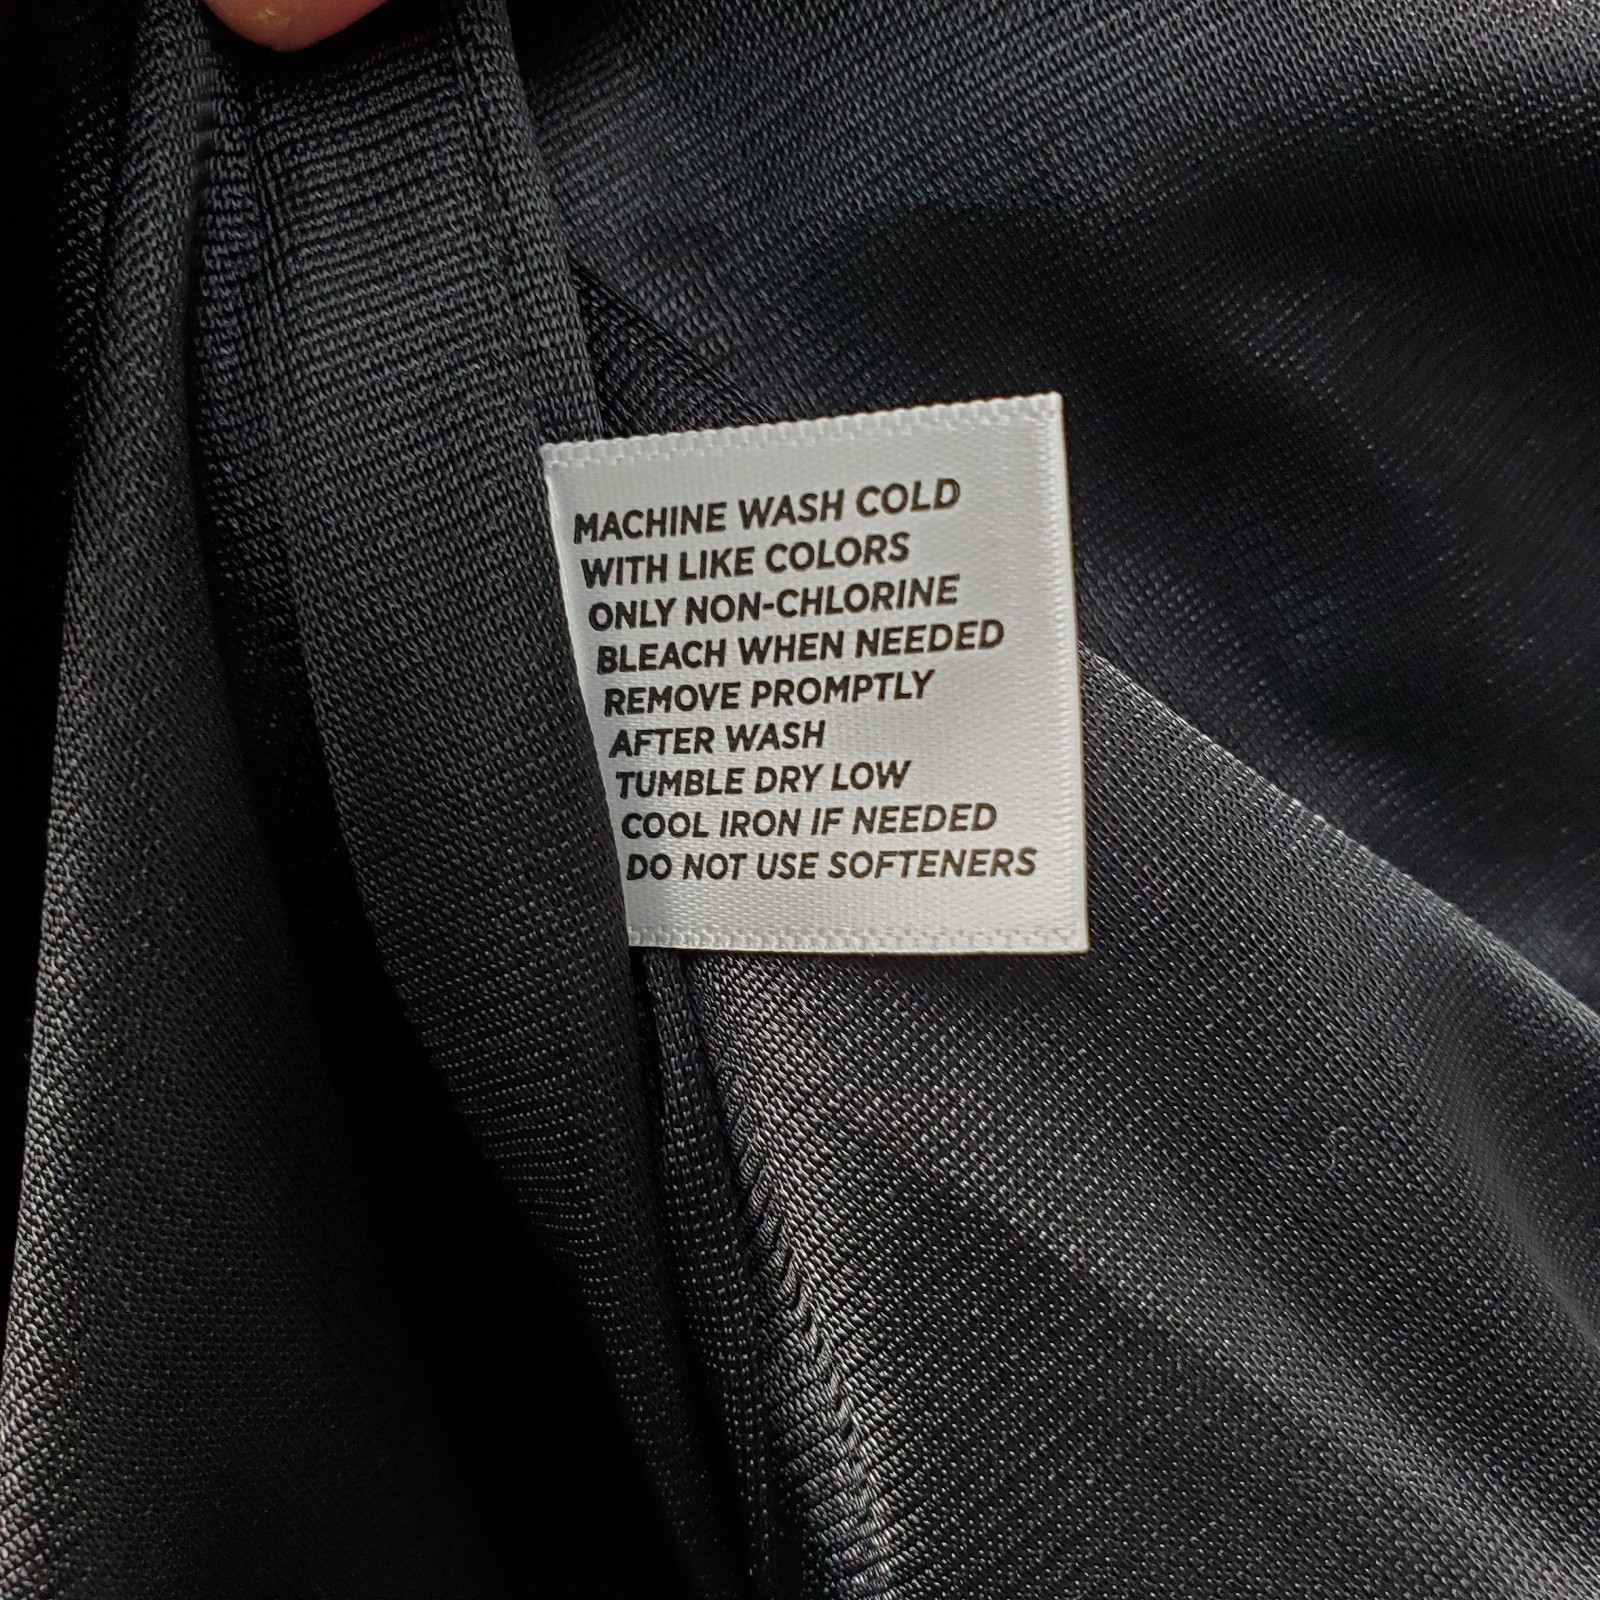 MACHINE WASH COLD
WITH LIKE COLORS
ONLY NON-CHLORINE
BLEACH WHEN NEEDED
REMOVE PROMPTLY
AFTER WASH
TUMBLE DRY LOW
COOL IRON IF NEEDED
DO NOT USE SOFTENERS